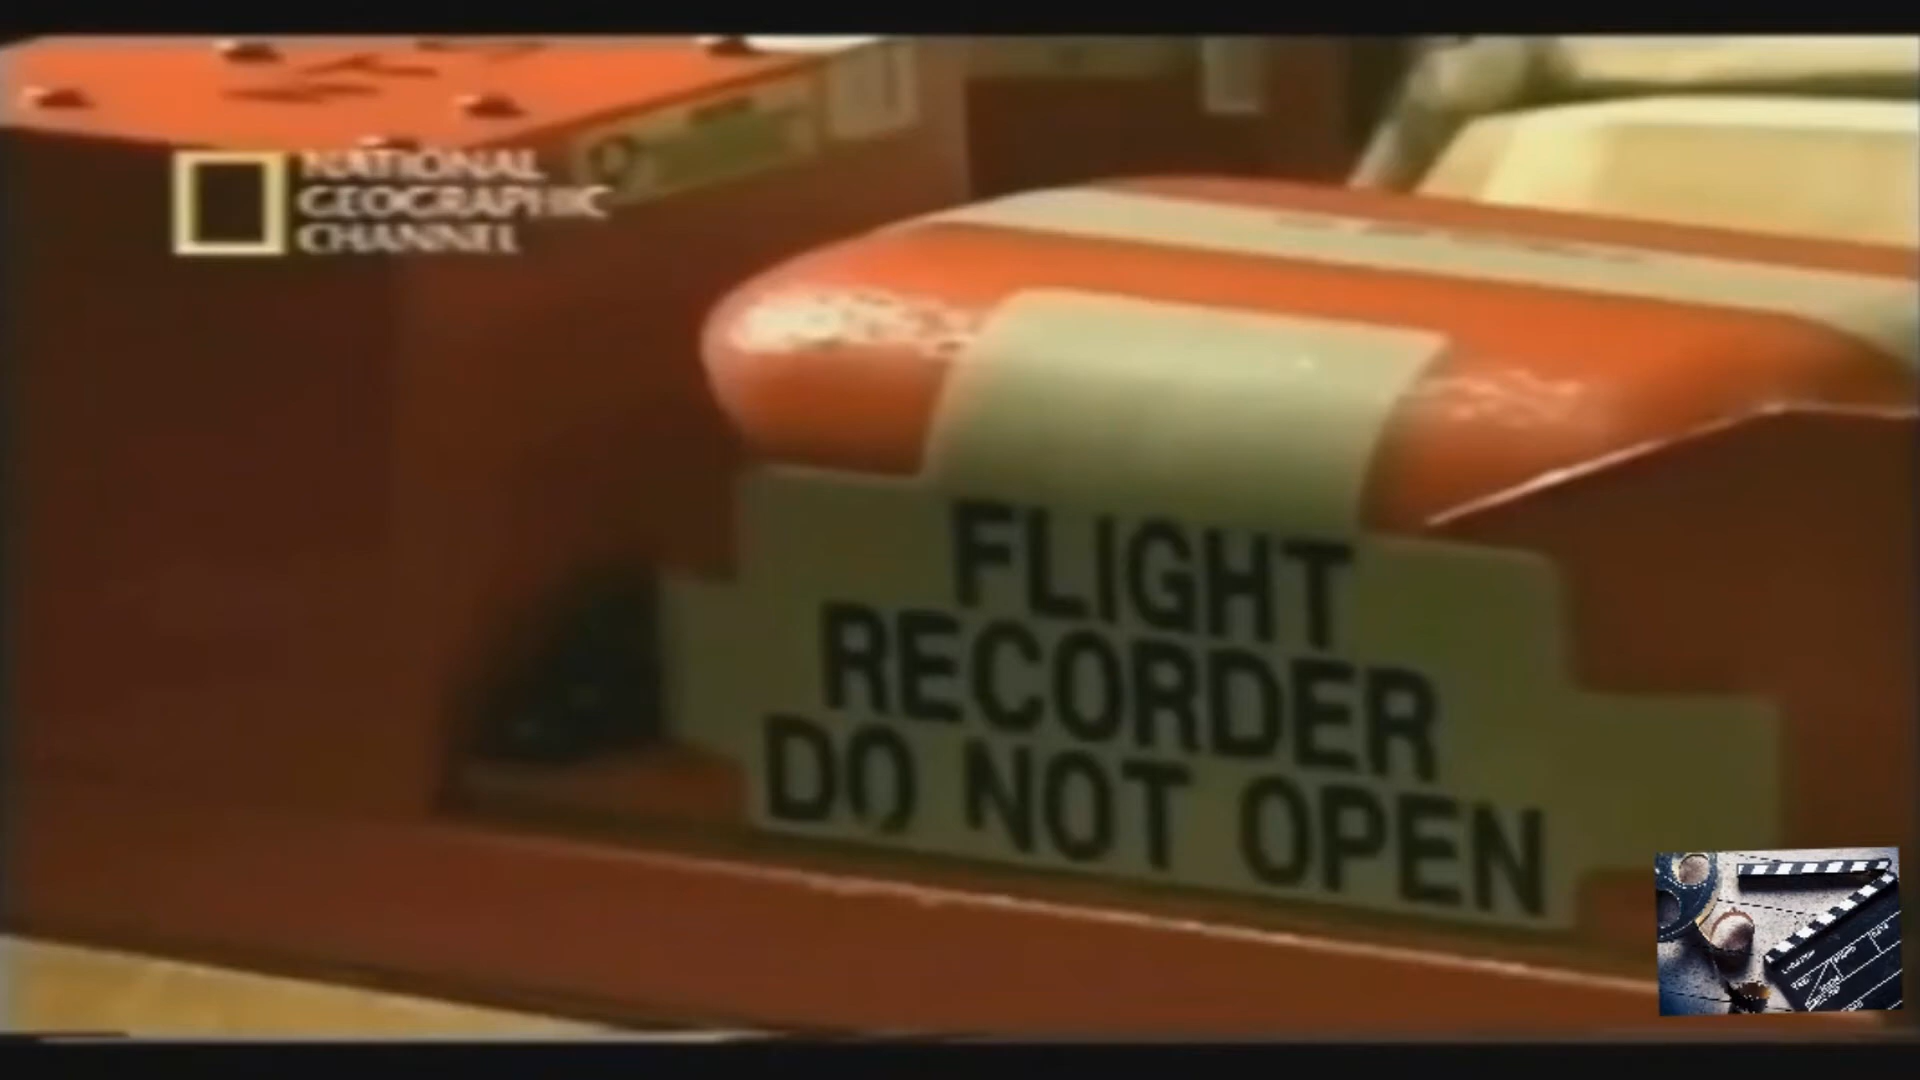 NATIONAL
GEOGRAPHIC
CHANNEL
FLIGHT
RECORDER
DO NOT OPEN